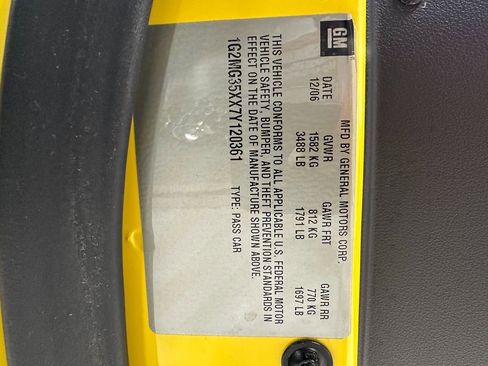 GM
MFD BY GENERAL MOTORS CORP.
DATE GVWR GAWR FRT GAWR RR
12/06 1582 KG 812 KG 770 KG
3488 LB 1791 LB 1697 LB
THIS VEHICLE CONFORMS TO ALL APPLICABLE U.S. FEDERAL MOTOR
VEHICLE SAFETY, BUMPER, AND THEFT PREVENTION STANDARDS IN
EFFECT ON THE DATE OF MANUFACTURE SHOWN ABOVE.
1G2MG35XX7Y120361 TYPE: PASS CAR